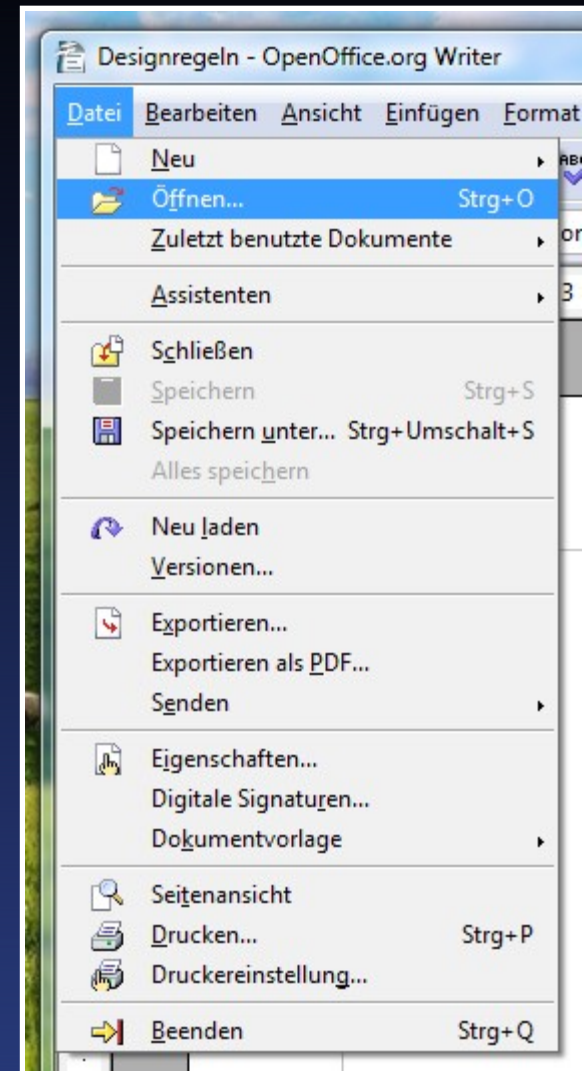 Designregeln - OpenOffice.org Writer
Datei Bearbeiten Ansicht Einfügen Format
Neu
Öffnen... Strg+O
Zuletzt benutzte Dokumente
Assistenten
3
Schließen
Speichern Strg+S
Speichern unter... Strg+Umschalt+S
Alles speichern
Neu laden
Versionen...
Exportieren...
Exportieren als PDF...
Senden
Eigenschaften...
Digitale Signaturen...
Dokumentvorlage
Seitenansicht
Drucken... Strg+P
Druckereinstellung...
Beenden Strg+Q